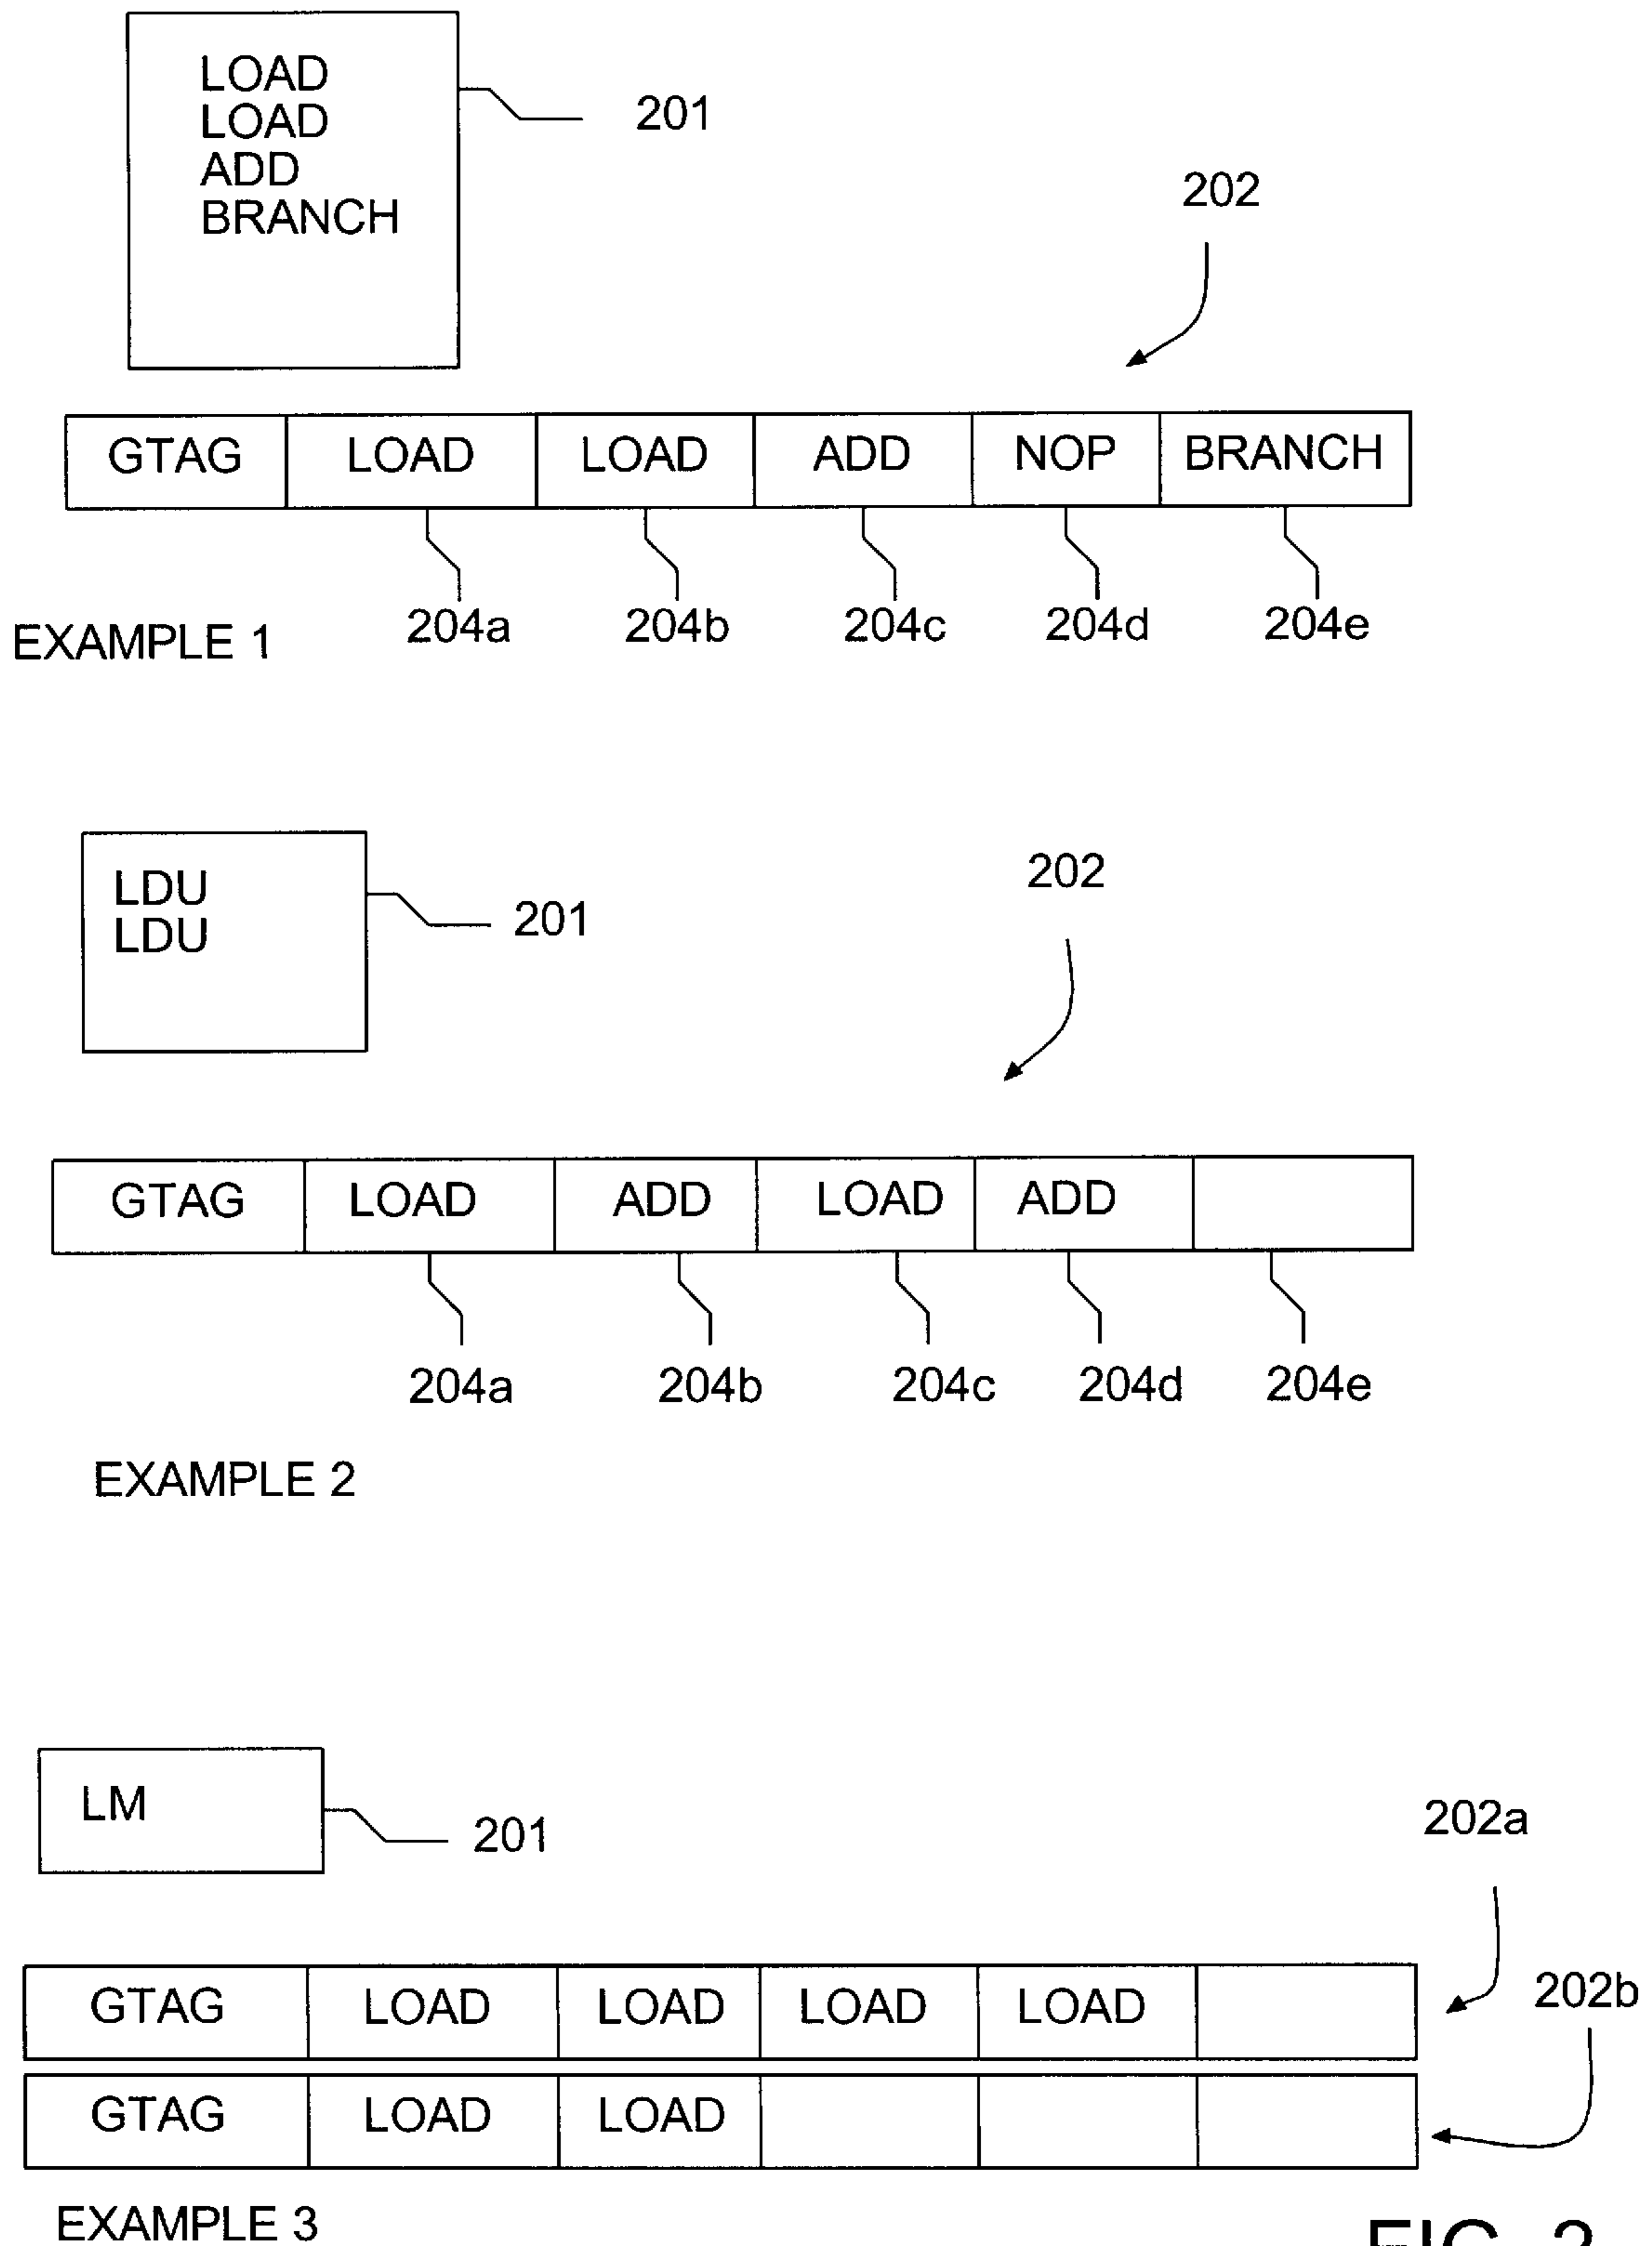 LOAD
LOAD
ADD
BRANCH
201
202
GTAG LOAD LOAD ADD NOP BRANCH
204a 204b 204c 204d 204e
EXAMPLE 1
LDU
LDU
201
202
GTAG LOAD ADD LOAD ADD
204a 204b 204c 204d 204e
EXAMPLE 2
LM
201
202a
202b
GTAG LOAD LOAD LOAD LOAD
GTAG LOAD LOAD
EXAMPLE 3
FIG. 2